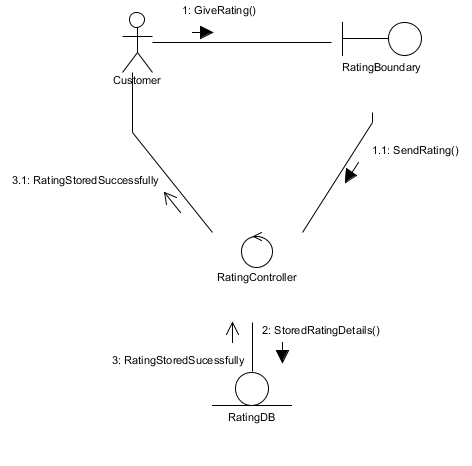 1: GiveRating()
Customer
RatingBoundary
1.1: SendRating()
3.1: RatingStoredSuccessfully
RatingController
2: StoredRatingDetails()
3: RatingStoredSucessfully
RatingDB